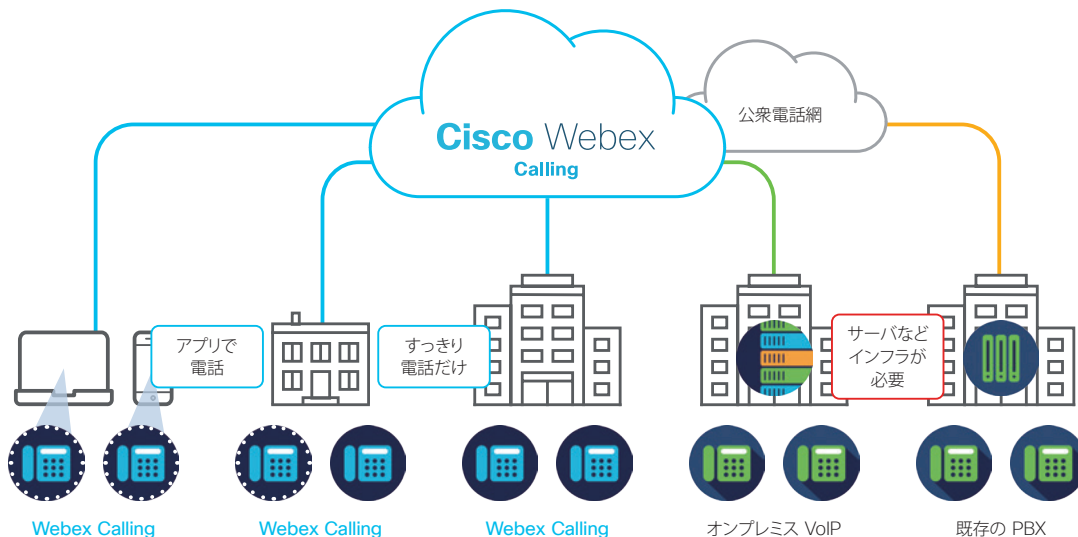 公衆電話網
Cisco Webex
Calling
アプリで
電話
すっきり
電話だけ
サーバなど
インフラが
必要
Webex Calling
Webex Calling
Webex Calling
オンプレミス VoIP
既存の PBX